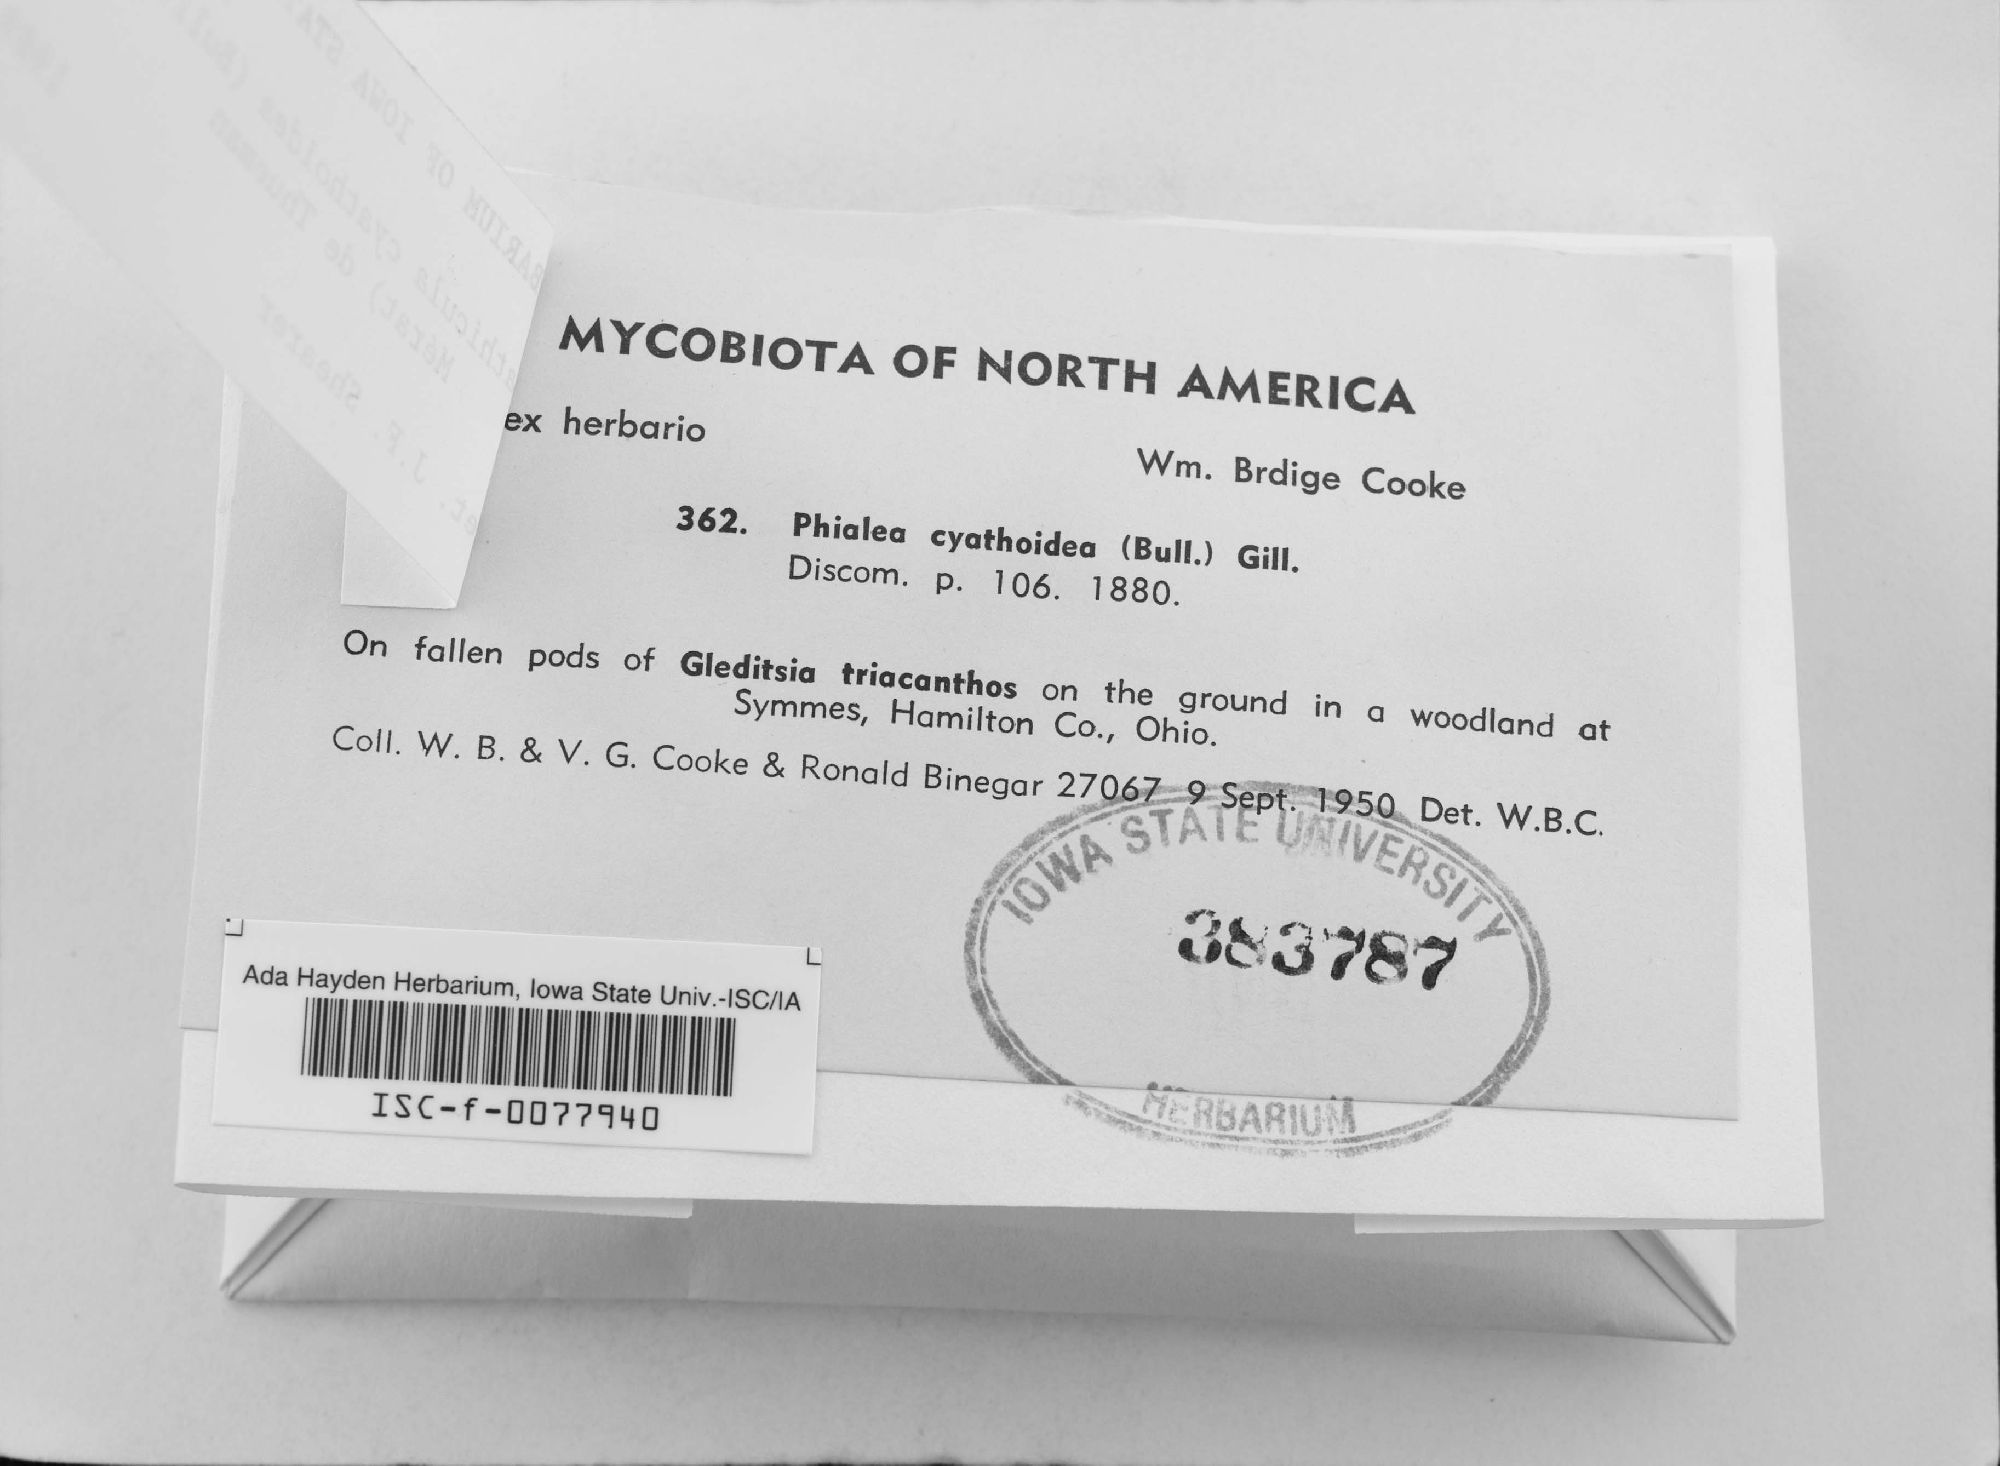 MYCOBIOTA OF NORTH AMERICA
ex herbario
Wm. Brdige Cooke
362. Phialea cyathoidea (Bull.) Gill.
Discom. p. 106. 1880.
On fallen pods of Gleditsia triacanthos on the ground in a woodland at
Symmes, Hamilton Co., Ohio.
Coll. W. B. & V. G. Cooke & Ronald Binegar 27067 9 Sept. 1950 Det. W.B.C.
IOWA STATE UNIVERSITY
383787
HERBARIUM
Ada Hayden Herbarium, Iowa State Univ.-ISC/IA
ISC-f-0077940